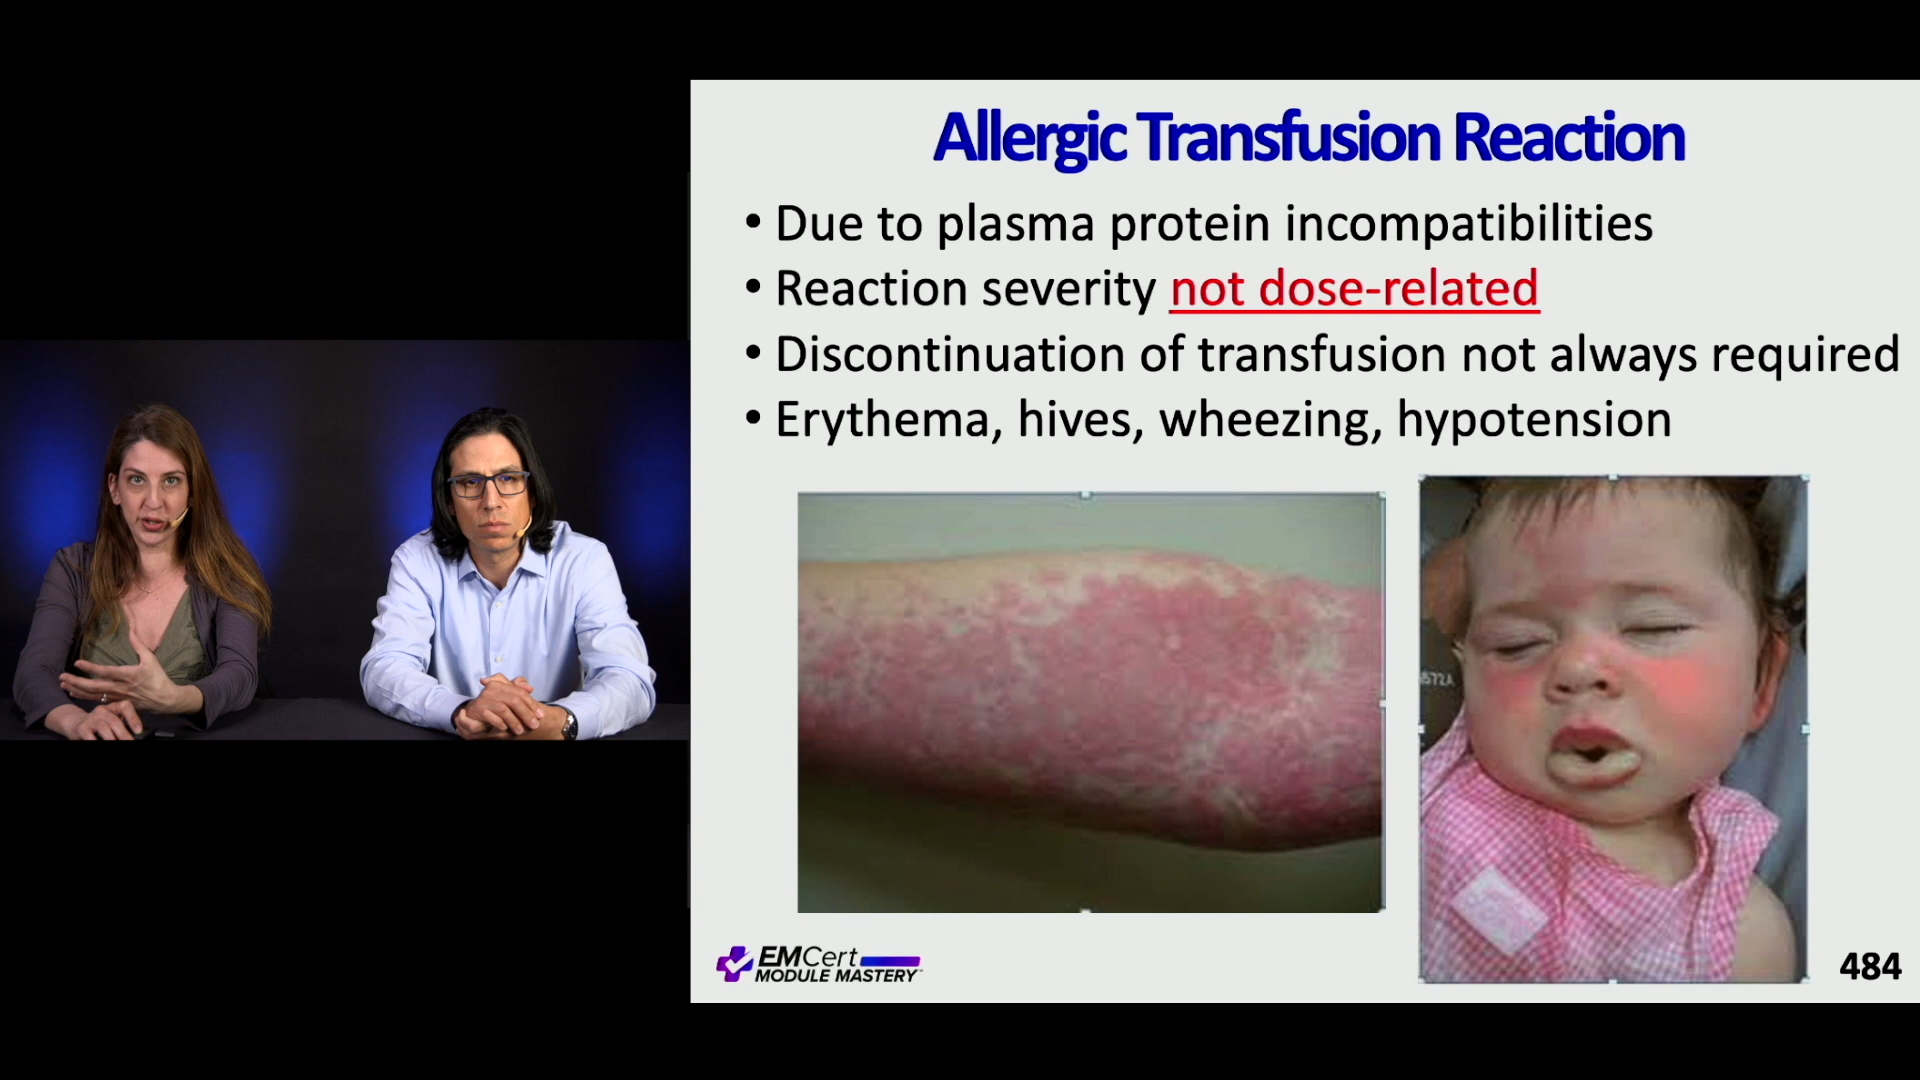 Allergic Transfusion Reaction
• Due to plasma protein incompatibilities
• Reaction severity not dose-related
• Discontinuation of transfusion not always required
• Erythema, hives, wheezing, hypotension
572A
EMCert
MODULE MASTERY
484